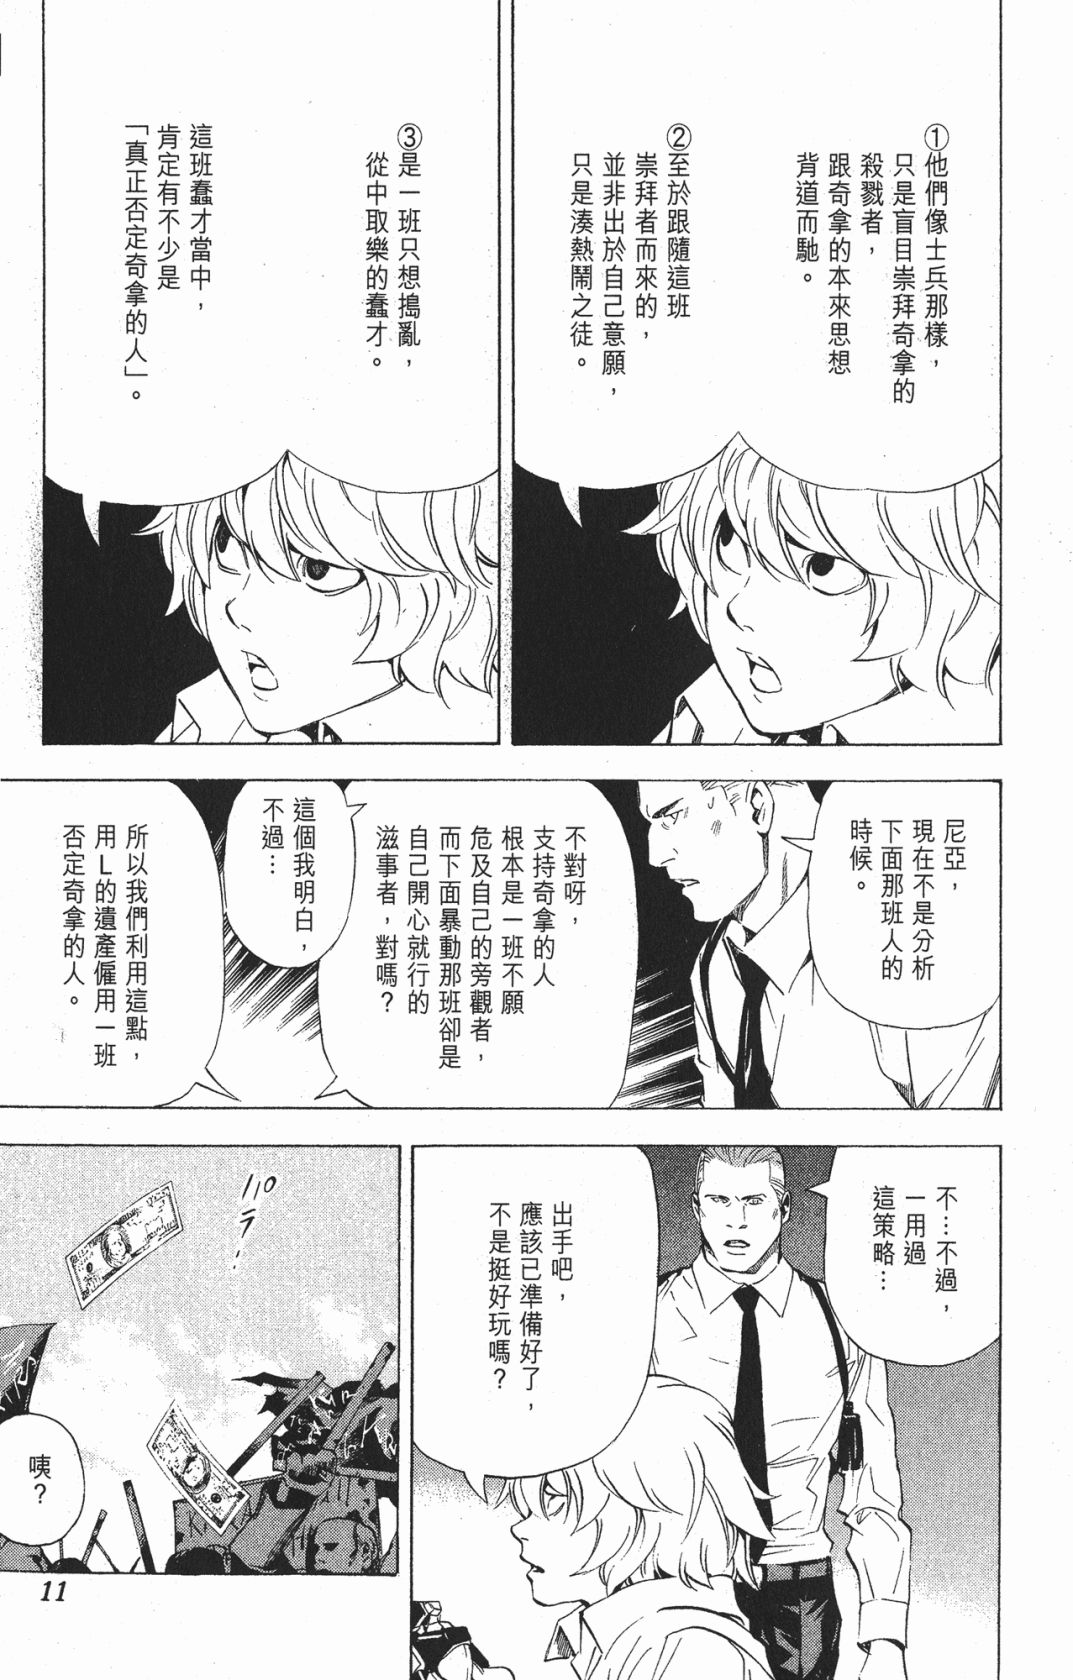 ①他們像士兵那樣，
只是盲目崇拜奇拿的
殺戮者，
跟奇拿的本來思想
背道而馳。
②至於跟隨這班
崇拜者而來的，
並非出於自己意願，
只是湊熱鬧之徒。
③是一班只想搗亂，
從中取樂的蠢才。
這班蠢才當中，
肯定有不少是
「真正否定奇拿的人」。
尼亞，
現在不是分析
下面那班人的
時候。
不對呀，
支持奇拿的人
根本是一班不願
危及自己的旁觀者，
而下面暴動那班卻是
自己開心就行的
滋事者，對嗎？
這個我明白，
不過…
所以我們利用這點，
用L的遺產僱用一班
否定奇拿的人。
不…不過，
一用過
這策略…
出手吧，
應該已準備好了，
不是挺好玩嗎？
咦？
11